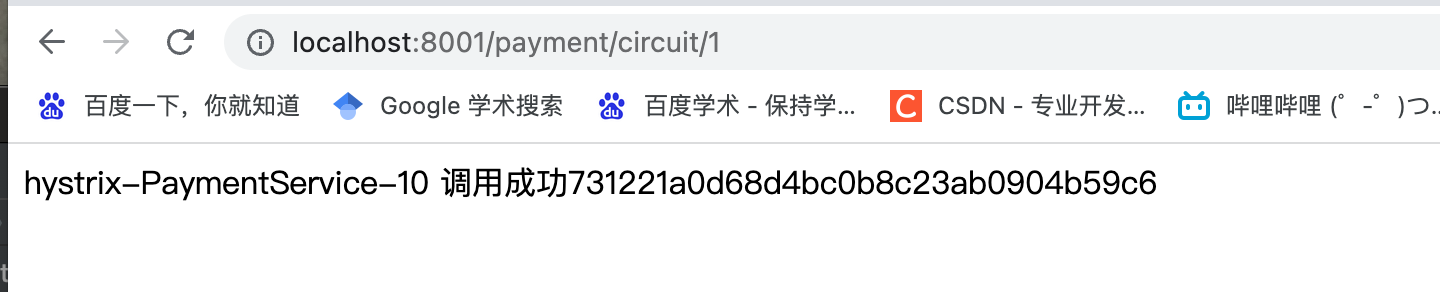 localhost:8001/payment/circuit/1
百度一下，你就知道 Google 学术搜索 百度学术 - 保持学... CSDN - 专业开发... 哔哩哔哩 (゜-゜)つ...
hystrix-PaymentService-10 调用成功731221a0d68d4bc0b8c23ab0904b59c6